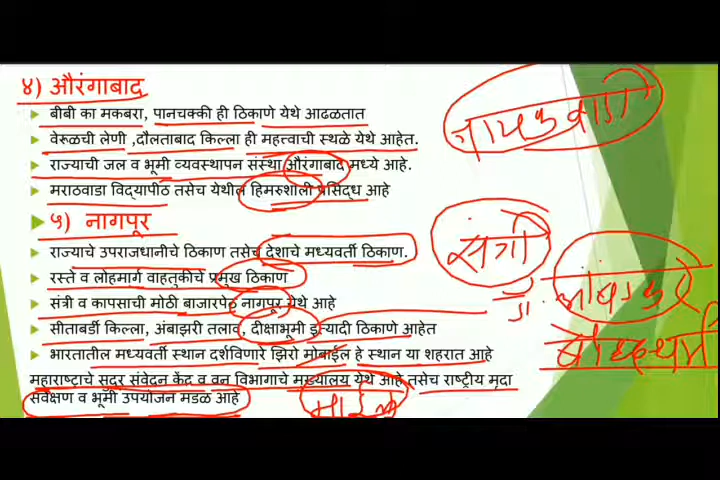 ४) औरंगाबाद
बीबी का मकबरा, पानचक्की ही ठिकाणे येथे आढळतात
वेरूळची लेणी ,दौलताबाद किल्ला ही महत्वाची स्थळे येथे आहेत.
राज्याची जल व भूमी व्यवस्थापन संस्था औरंगाबाद मध्ये आहे.
मराठवाडा विद्यापीठ तसेच येथील हिमरुशाली प्रसिद्ध आहे
५) नागपूर
राज्याचे उपराजधानीचे ठिकाण तसेच देशाचे मध्यवर्ती ठिकाण.
रस्ते व लोहमार्ग वाहतुकीचे प्रमुख ठिकाण
संत्री व कापसाची मोठी बाजारपेठ नागपूर येथे आहे
सीताबर्डी किल्ला, अंबाझरी तलाव, दीक्षाभूमी इत्यादी ठिकाणे आहेत
भारतातील मध्यवर्ती स्थान दर्शविणारे झिरो मोबाईल हे स्थान या शहरात आहे
महाराष्ट्राचे सुदूर संवेदन केंद्र व वन विभागाचे मुख्यालय येथे आहे तसेच राष्ट्रीय मृदा
सर्वेक्षण व भूमी उपयोजन मंडळ आहे
जायकवाडी
संत्री
डॉ. आंबेडकर
बौध्दधर्म